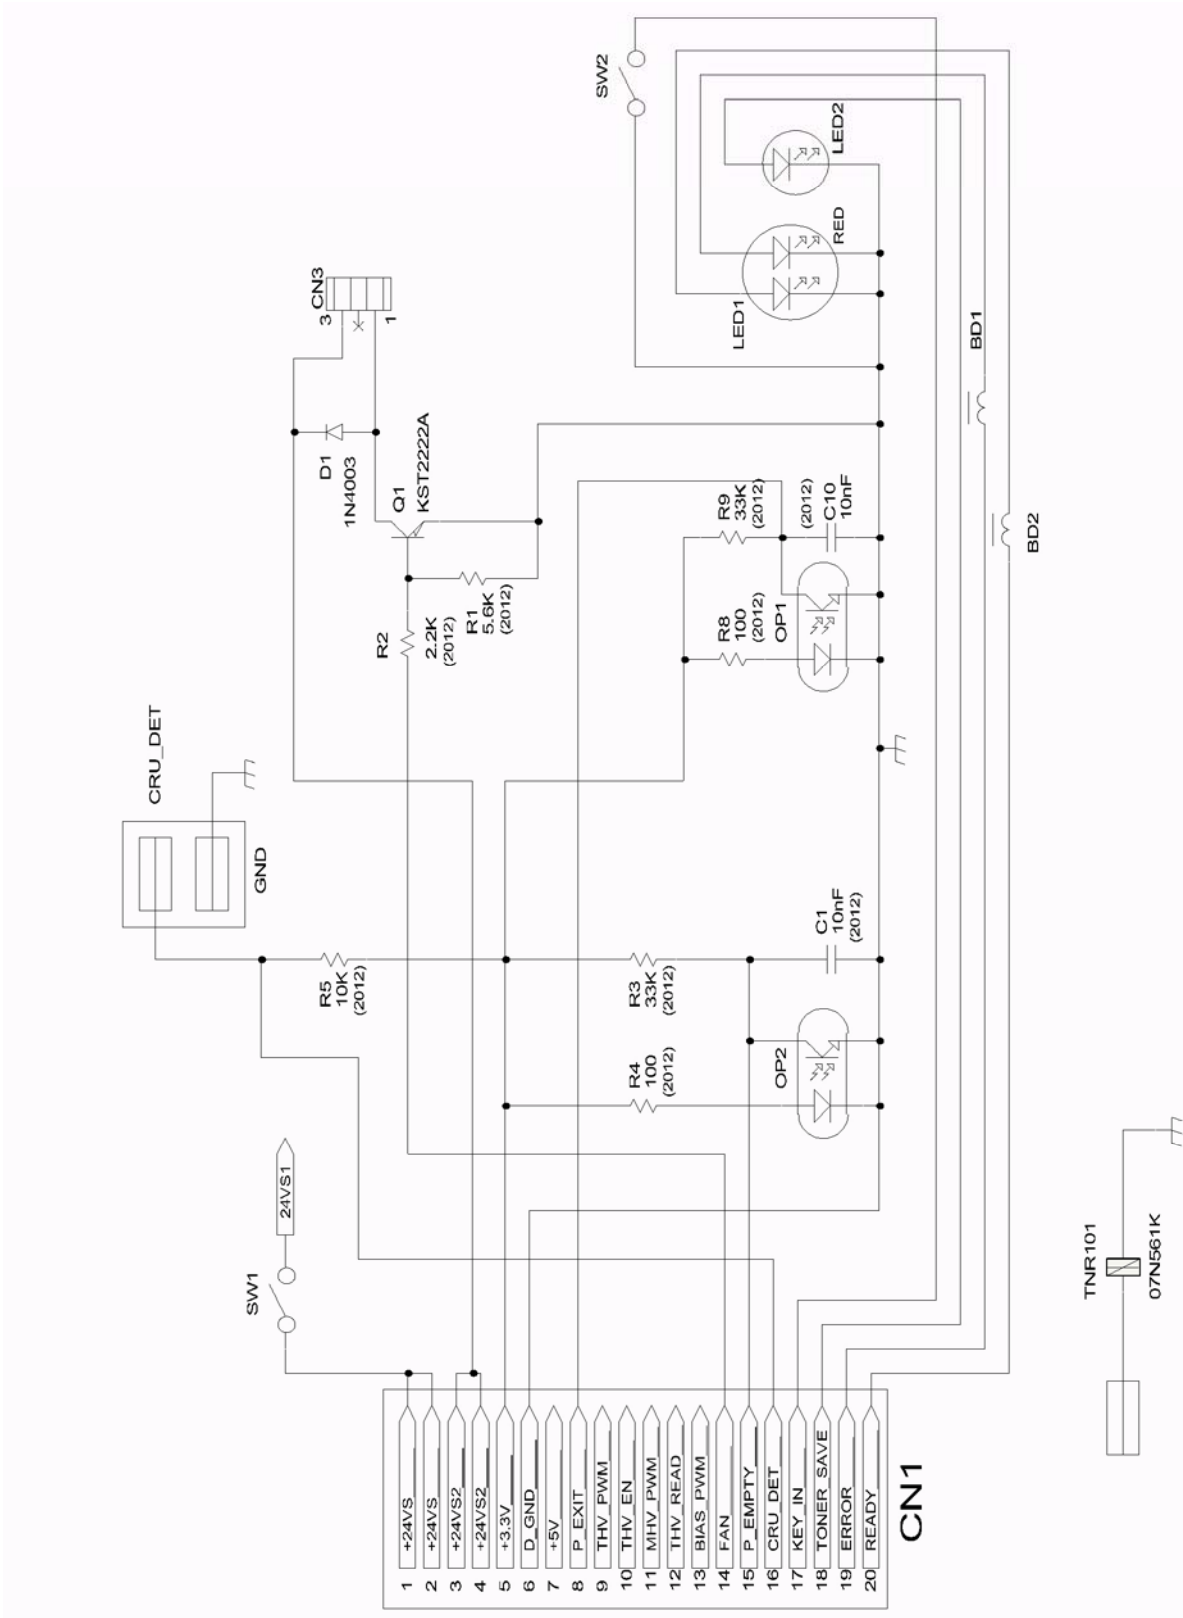 SW2
LED2
RED
LED1
CN3
3
1
BD1
D1
1N4003
Q1
KST2222A
R9
33K
(2012)
(2012)
C10
10nF
BD2
R2
2.2K
(2012)
R1
5.6K
(2012)
R8
100
(2012)
OP1
CRU_DET
GND
R5
10K
(2012)
R3
33K
(2012)
C1
10nF
(2012)
R4
100
(2012)
OP2
24VS1
SW1
TNR101
07N561K
1 +24VS
2 +24VS
3 +24VS2
4 +24VS2
5 +3.3V
6 D_GND
7 +5V
8 P_EXIT
9 THV_PWM
10 THV_EN
11 MHV_PWM
12 THV_READ
13 BIAS_PWM
14 FAN
15 P_EMPTY
16 CRU_DET
17 KEY_IN
18 TONER_SAVE
19 ERROR
20 READY
CN1